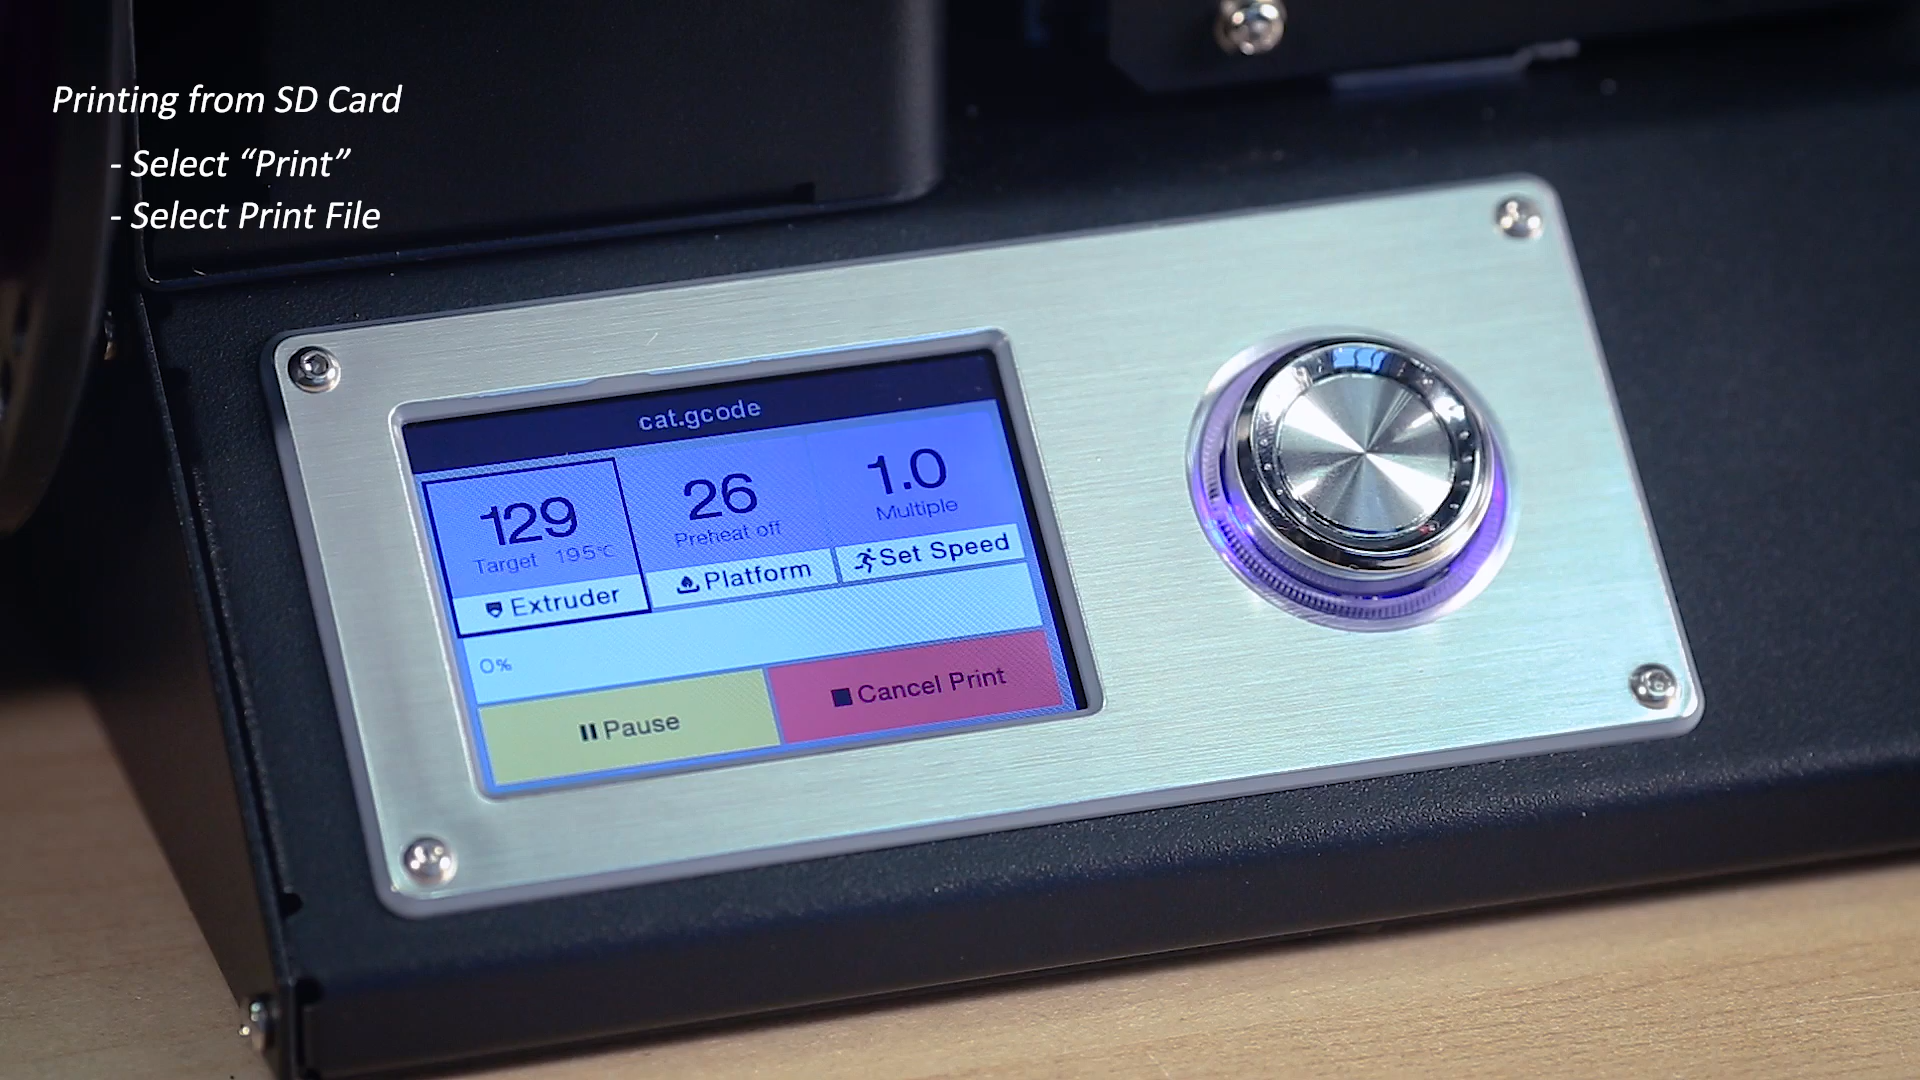 Printing from SD Card
- Select “Print”
- Select Print File
cat.gcode
129
Target 195℃
Extruder
26
Preheat off
Platform
1.0
Multiple
Set Speed
0%
Pause
Cancel Print